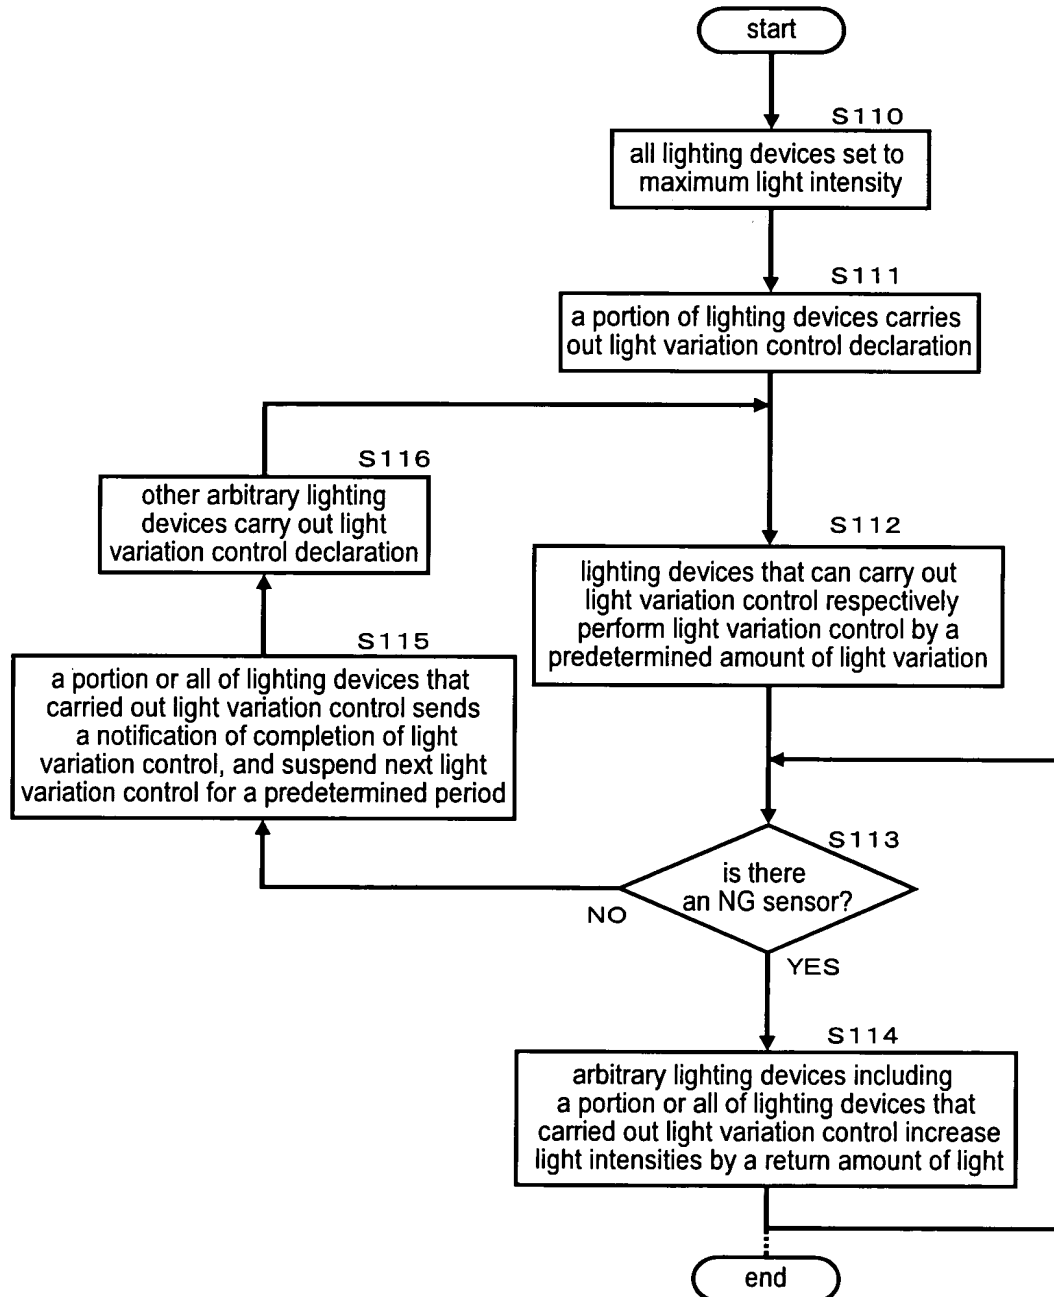 start
S110
all lighting devices set to
maximum light intensity
S111
a portion of lighting devices carries
out light variation control declaration
S116
other arbitrary lighting
devices carry out light
variation control declaration
S112
lighting devices that can carry out
light variation control respectively
perform light variation control by a
predetermined amount of light variation
S115
a portion or all of lighting devices that
carried out light variation control sends
a notification of completion of light
variation control, and suspend next light
variation control for a predetermined period
S113
is there
an NG sensor?
NO
YES
S114
arbitrary lighting devices including
a portion or all of lighting devices that
carried out light variation control increase
light intensities by a return amount of light
end